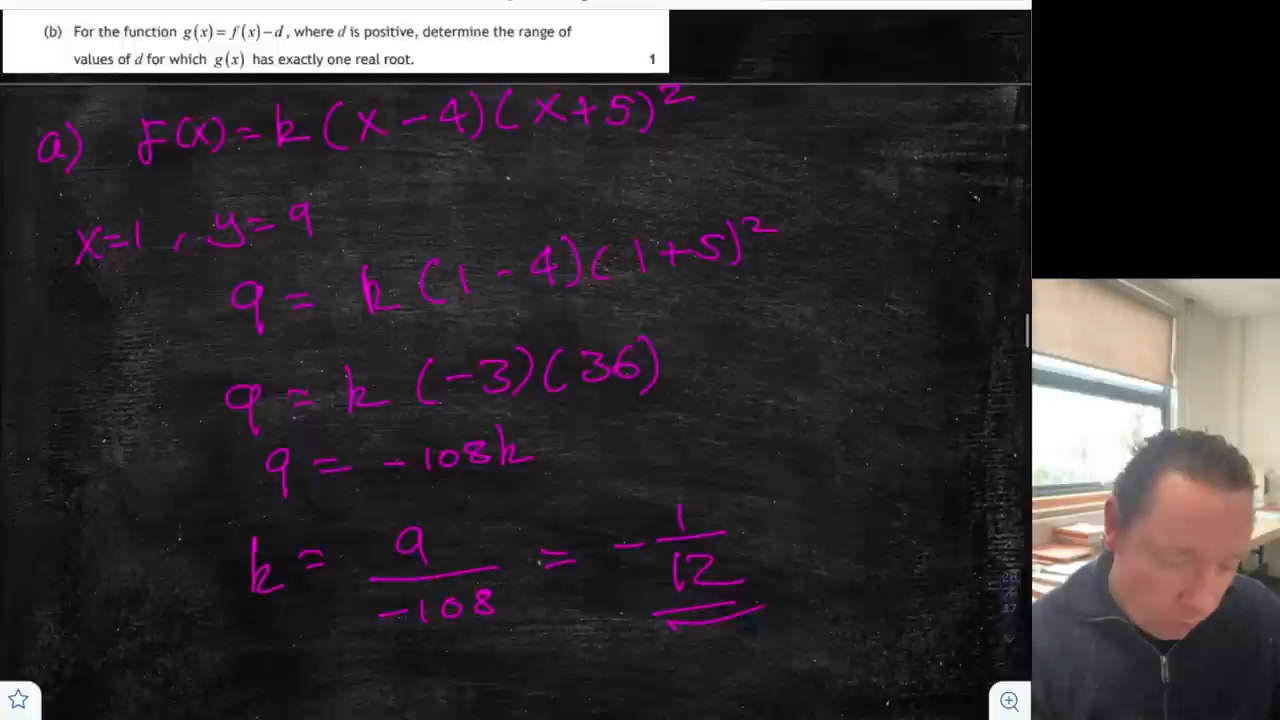 (b) For the function g(x) = f(x) − d, where d is positive, determine the range of
values of d for which g(x) has exactly one real root. 1
a) f(x) = k(x − 4)(x + 5)²
x=1, y=9
9 = k(1 − 4)(1 + 5)²
9 = k(−3)(36)
9 = −108k
k = 9/−108 = −1/12